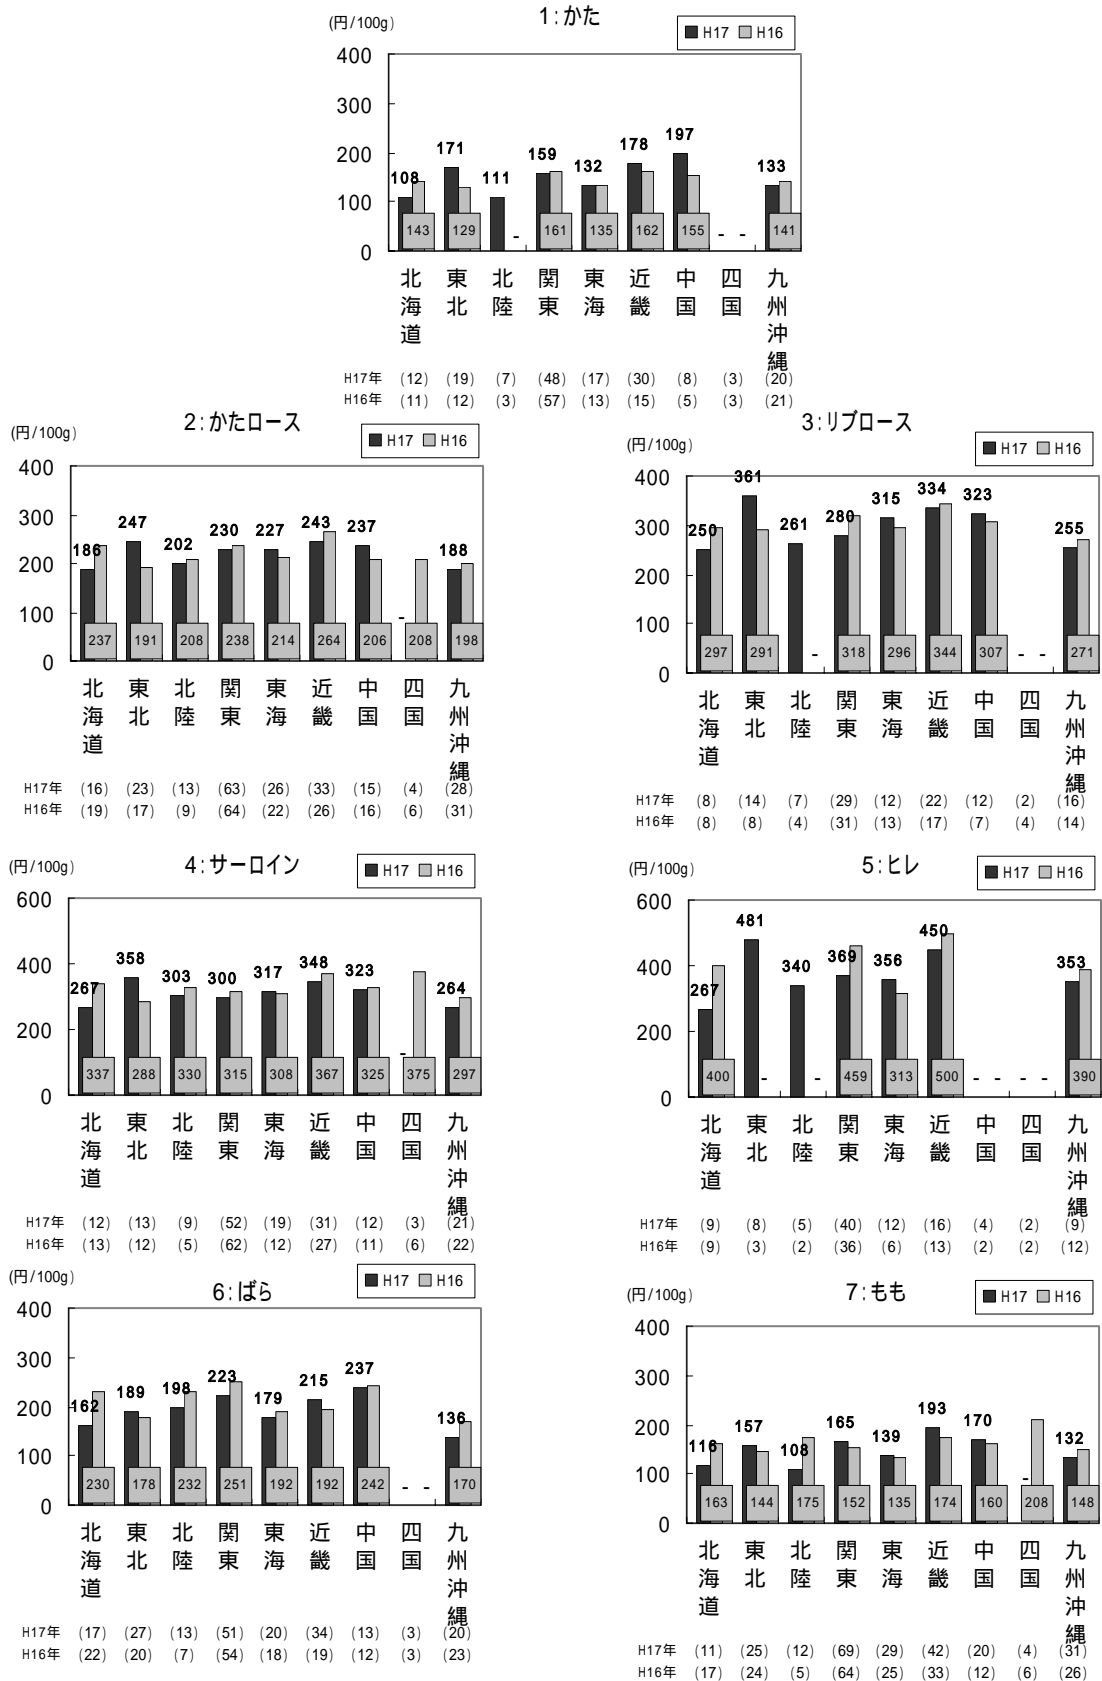 (円/100g)
1:かた
H17 H16
400
300
200
100
0
108 171 111 159 132 178 197 133
143 129 - 161 135 162 155 - - 141
北海道 東北 北陸 関東 東海 近畿 中国 四国 九州沖縄
H17年 (12) (19) (7) (48) (17) (30) (8) (3) (20)
H16年 (11) (12) (3) (57) (13) (15) (5) (3) (21)
(円/100g)
2:かたロース
H17 H16
400
300
200
100
0
186 247 202 230 227 243 237 - 188
237 191 208 238 214 264 206 208 198
北海道 東北 北陸 関東 東海 近畿 中国 四国 九州沖縄
H17年 (16) (23) (13) (63) (26) (33) (15) (4) (28)
H16年 (19) (17) (9) (64) (22) (26) (16) (6) (31)
(円/100g)
3:リブロース
H17 H16
400
300
200
100
0
250 361 261 280 315 334 323 255
297 291 - 318 296 344 307 - - 271
北海道 東北 北陸 関東 東海 近畿 中国 四国 九州沖縄
H17年 (8) (14) (7) (29) (12) (22) (12) (2) (16)
H16年 (8) (8) (4) (31) (13) (17) (7) (4) (14)
(円/100g)
4:サーロイン
H17 H16
600
400
200
0
267 358 303 300 317 348 323 - 264
337 288 330 315 308 367 325 375 297
北海道 東北 北陸 関東 東海 近畿 中国 四国 九州沖縄
H17年 (12) (13) (9) (52) (19) (31) (12) (3) (21)
H16年 (13) (12) (5) (62) (12) (27) (11) (6) (22)
(円/100g)
5:ヒレ
H17 H16
600
400
200
0
267 481 340 369 356 450 353
400 - - 459 313 500 - - - - 390
北海道 東北 北陸 関東 東海 近畿 中国 四国 九州沖縄
H17年 (9) (8) (5) (40) (12) (16) (4) (2) (9)
H16年 (9) (3) (2) (36) (6) (13) (2) (2) (12)
(円/100g)
6:ばら
H17 H16
400
300
200
100
0
162 189 198 223 179 215 237 136
230 178 232 251 192 192 242 - - 170
北海道 東北 北陸 関東 東海 近畿 中国 四国 九州沖縄
H17年 (17) (27) (13) (51) (20) (34) (13) (3) (20)
H16年 (22) (20) (7) (54) (18) (19) (12) (3) (23)
(円/100g)
7:もも
H17 H16
400
300
200
100
0
116 157 108 165 139 193 170 - 132
163 144 175 152 135 174 160 208 148
北海道 東北 北陸 関東 東海 近畿 中国 四国 九州沖縄
H17年 (11) (25) (12) (69) (29) (42) (20) (4) (31)
H16年 (17) (24) (5) (64) (25) (33) (12) (6) (26)